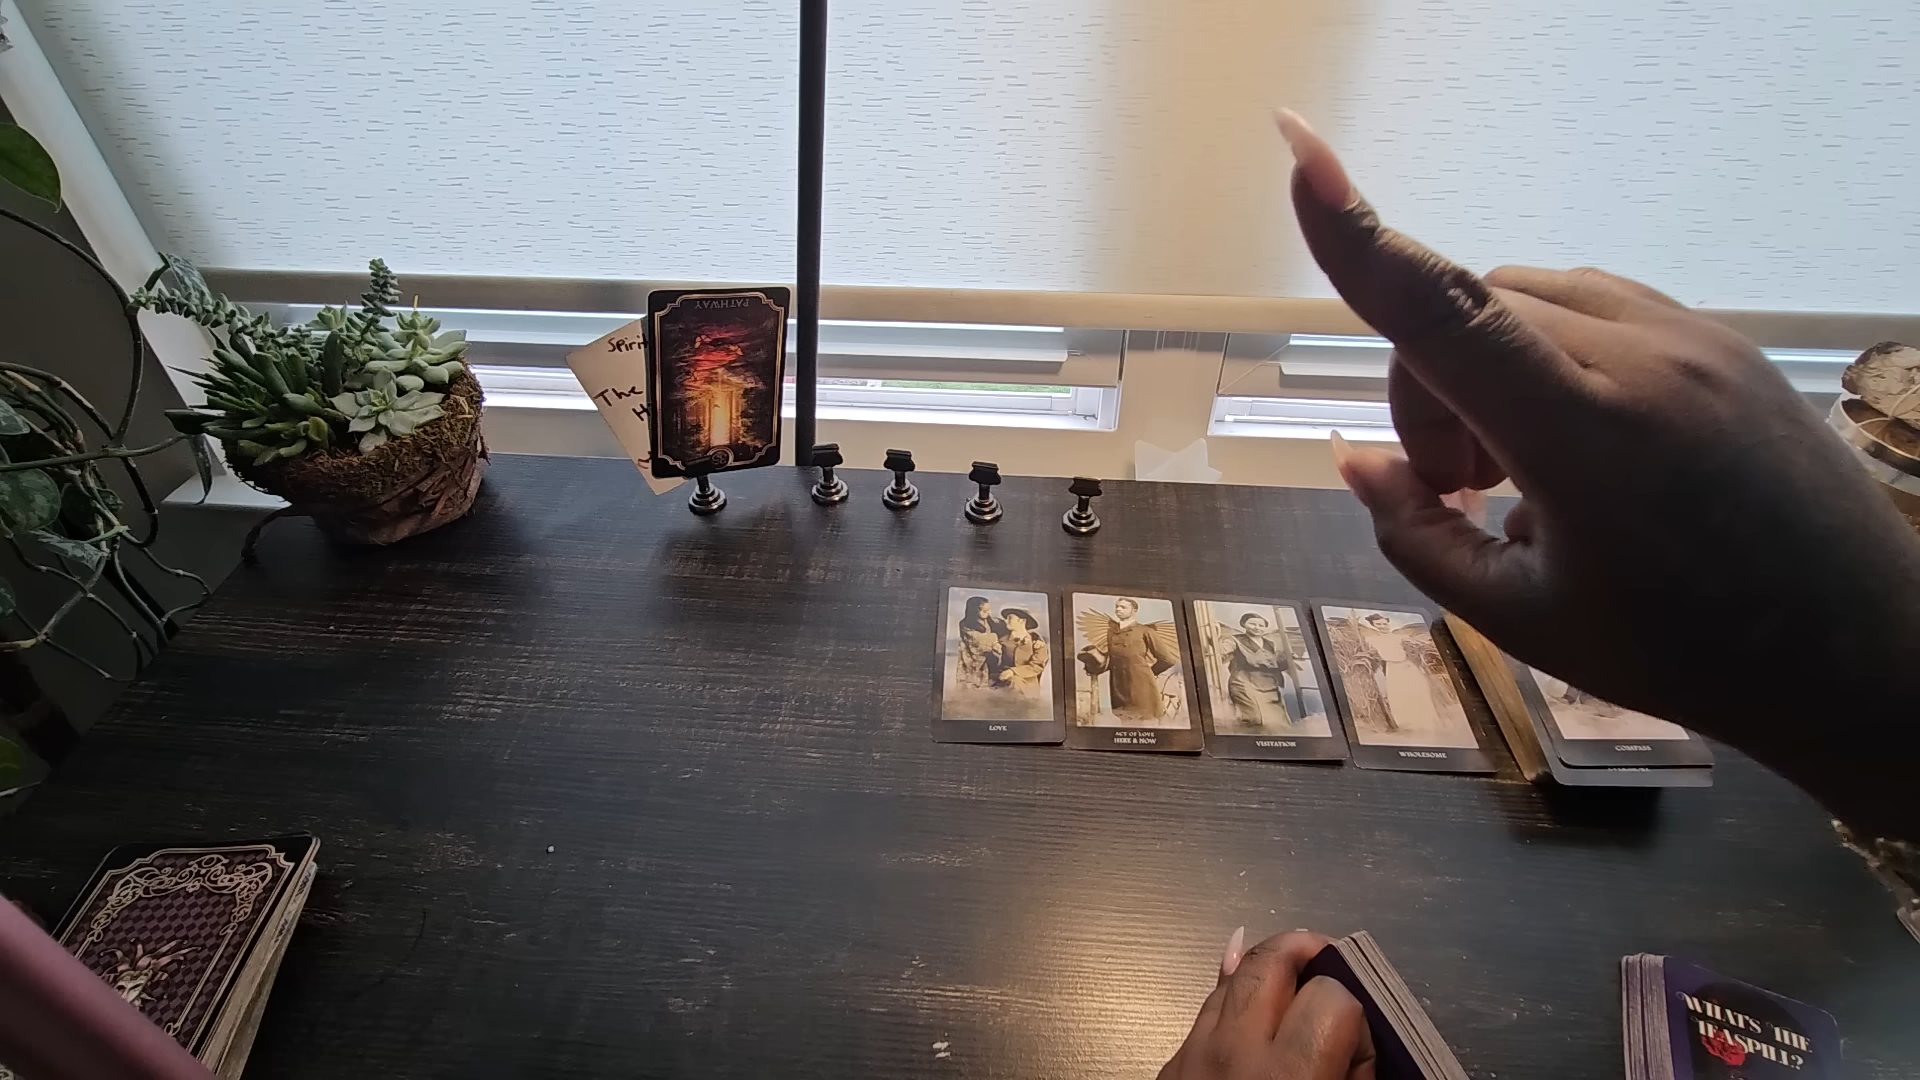 PATHWAY
Spirit
The
H
LOVE
ACT OF LOVE
HERE & NOW
VISITATION
WHOLESOME
COMPASS
WHAT'S THE
TEASPILL?